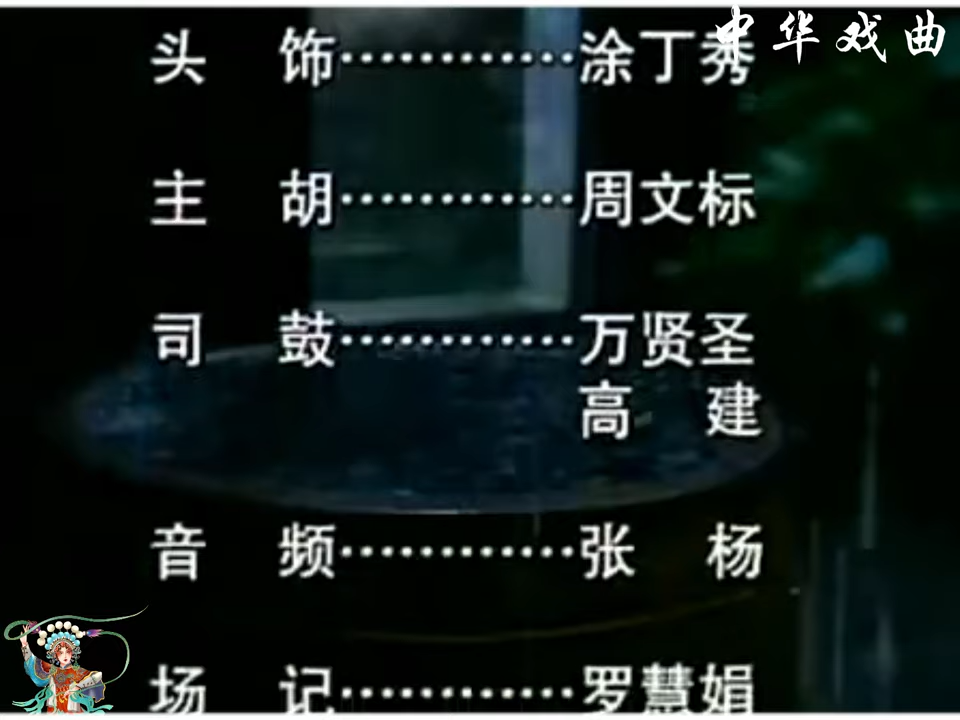 中华戏曲
头 饰…………涂丁秀
主 胡…………周文标
司 鼓…………万贤圣
高 建
音 频…………张 杨
场 记…………罗慧娟